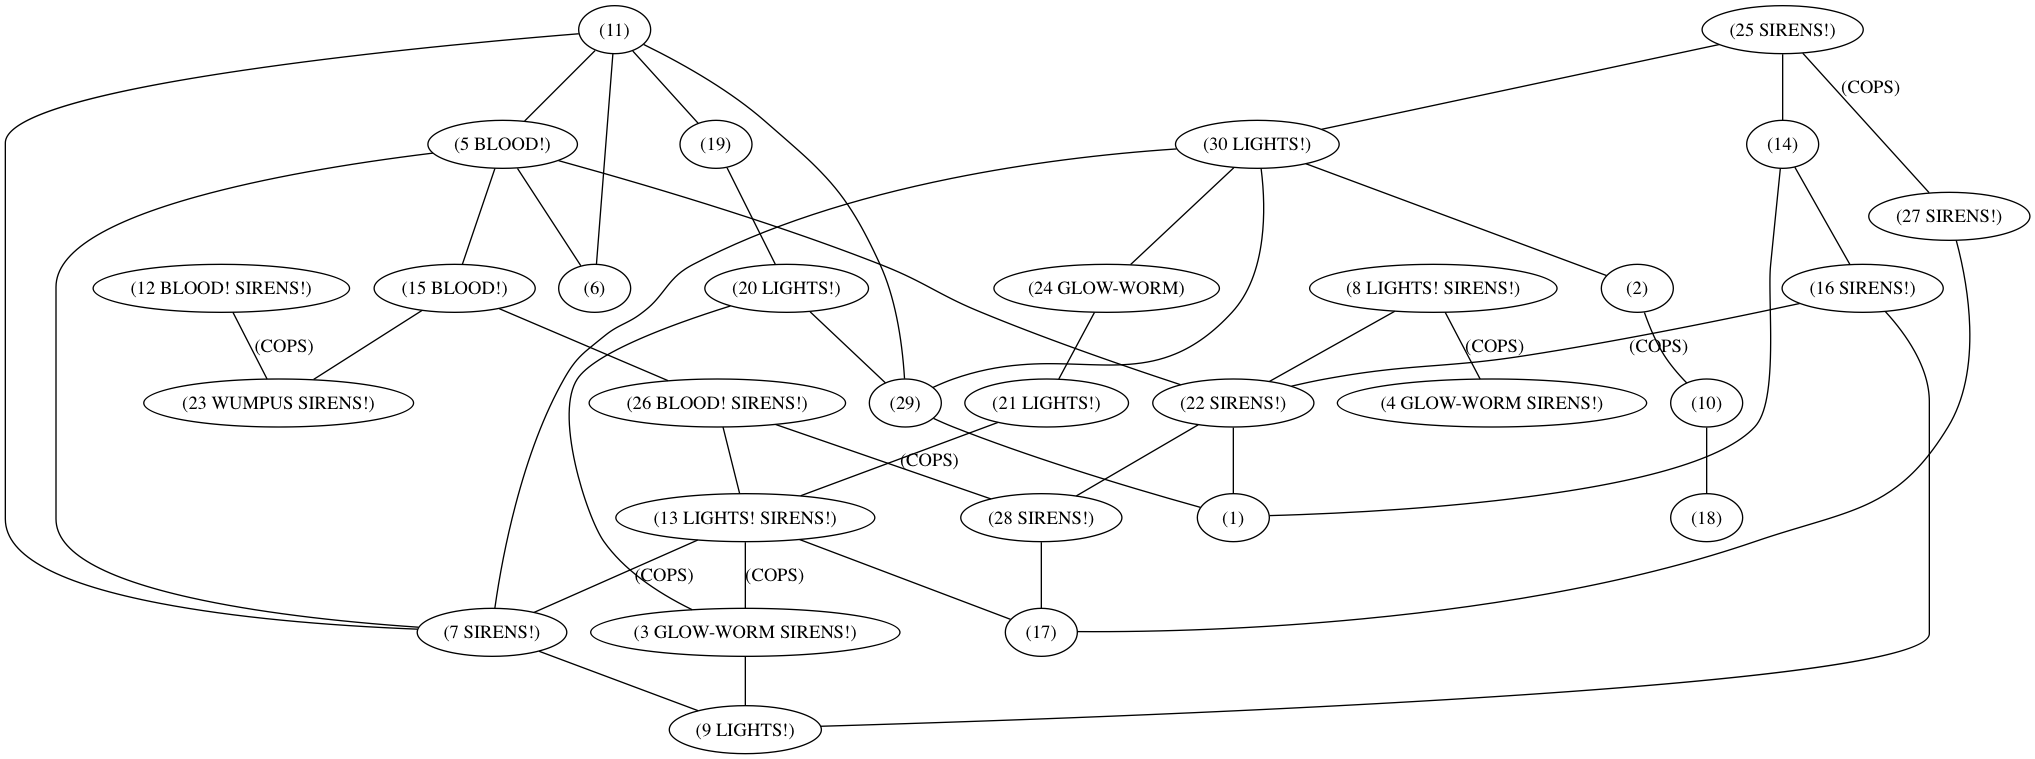 (11)
(25 SIRENS!)
(COPS)
(5 BLOOD!)
(19)
(30 LIGHTS!)
(14)
(27 SIRENS!)
(12 BLOOD! SIRENS!)
(15 BLOOD!)
(6)
(20 LIGHTS!)
(24 GLOW-WORM)
(8 LIGHTS! SIRENS!)
(2)
(16 SIRENS!)
(COPS)
(COPS)
(COPS)
(23 WUMPUS SIRENS!)
(26 BLOOD! SIRENS!)
(29)
(21 LIGHTS!)
(22 SIRENS!)
(4 GLOW-WORM SIRENS!)
(10)
(COPS)
(13 LIGHTS! SIRENS!)
(28 SIRENS!)
(1)
(18)
(COPS)
(COPS)
(7 SIRENS!)
(3 GLOW-WORM SIRENS!)
(17)
(9 LIGHTS!)